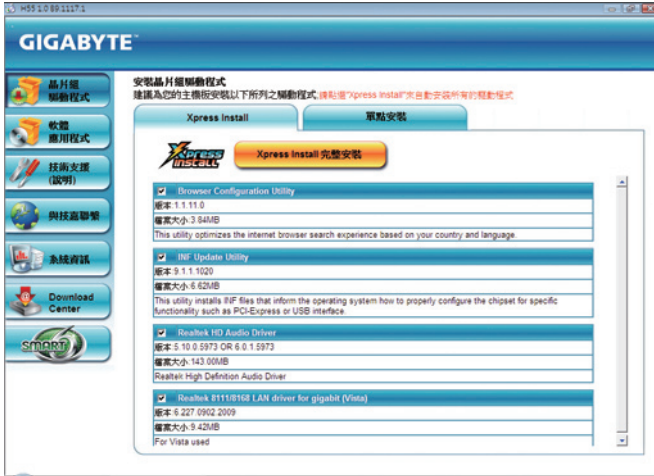 H55 1.0 B9.1117.1
GIGABYTE™
晶片組
驅動程式
軟體
應用程式
技術支援
(說明)
與技嘉聯繫
系統資訊
Download
Center
SMART
安裝晶片組驅動程式
建議為您的主機板安裝以下所列之驅動程式;請點選"Xpress Install"來自動安裝所有的驅動程式
Xpress Install
單點安裝
Xpress INSTALL
Xpress Install 完整安裝
Browser Configuration Utility
版本:1.1.11.0
檔案大小:3.84MB
This utility optimizes the internet browser search experience based on your country and language.
INF Update Utility
版本:9.1.1.1020
檔案大小:6.62MB
This utility installs INF files that inform the operating system how to properly configure the chipset for specific
functionality such as PCI-Express or USB interface.
Realtek HD Audio Driver
版本:5.10.0.5973 OR 6.0.1.5973
檔案大小:143.00MB
Realtek High Definition Audio Driver
Realtek 8111/8168 LAN driver for gigabit (Vista)
版本:6.227.0902.2009
檔案大小:9.42MB
For Vista used